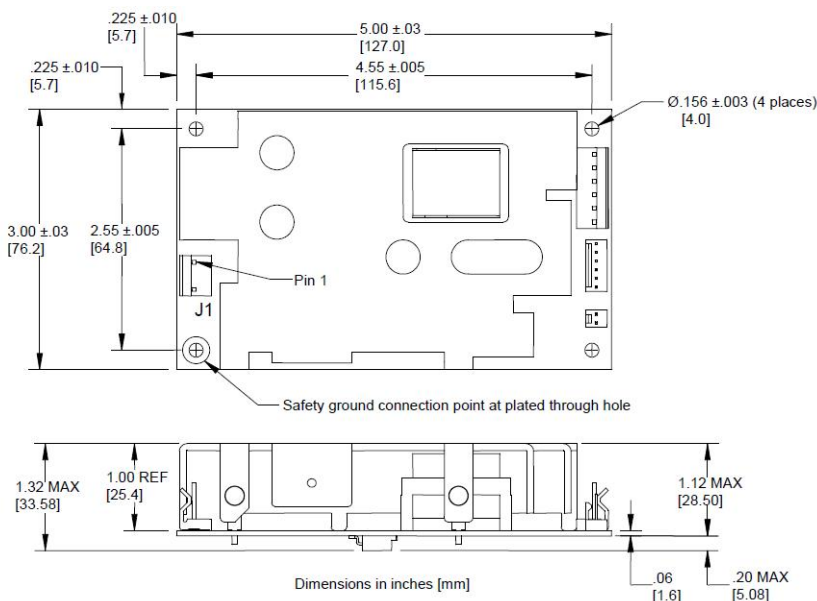 .225 ±.010
[5.7]
5.00 ±.03
[127.0]
.225 ±.010
[5.7]
4.55 ±.005
[115.6]
Ø.156 ±.003 (4 places)
[4.0]
3.00 ±.03
[76.2]
2.55 ±.005
[64.8]
Pin 1
J1
Safety ground connection point at plated through hole
1.32 MAX
[33.58]
1.00 REF
[25.4]
1.12 MAX
[28.50]
Dimensions in inches [mm]
.06
[1.6]
.20 MAX
[5.08]